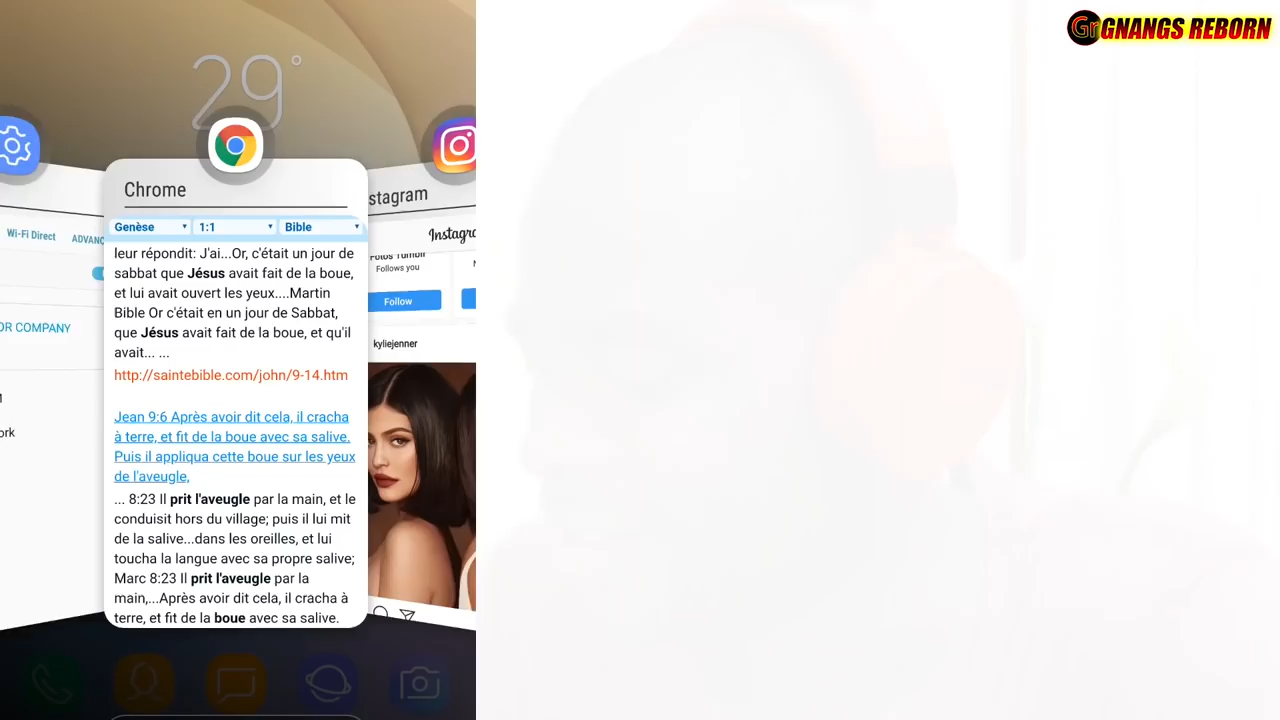 GNANGS REBORN
29°
Chrome
stagram
Genèse
1:1
Bible
Wi-Fi Direct
leur répondit: J'ai...Or, c'était un jour de
sabbat que Jésus avait fait de la boue,
et lui avait ouvert les yeux....Martin
Bible Or c'était en un jour de Sabbat,
que Jésus avait fait de la boue, et qu'il
avait... ...
http://saintebible.com/john/9-14.htm
Jean 9:6 Après avoir dit cela, il cracha
à terre, et fit de la boue avec sa salive.
Puis il appliqua cette boue sur les yeux
de l'aveugle,
... 8:23 Il prit l'aveugle par la main, et le
conduisit hors du village; puis il lui mit
de la salive...dans les oreilles, et lui
toucha la langue avec sa propre salive;
Marc 8:23 Il prit l'aveugle par la
main,...Après avoir dit cela, il cracha à
terre, et fit de la boue avec sa salive.
ADVANC
OR COMPANY
ork
Instagra
Fotos Tumblr
Follows you
Follow
kyliejenner